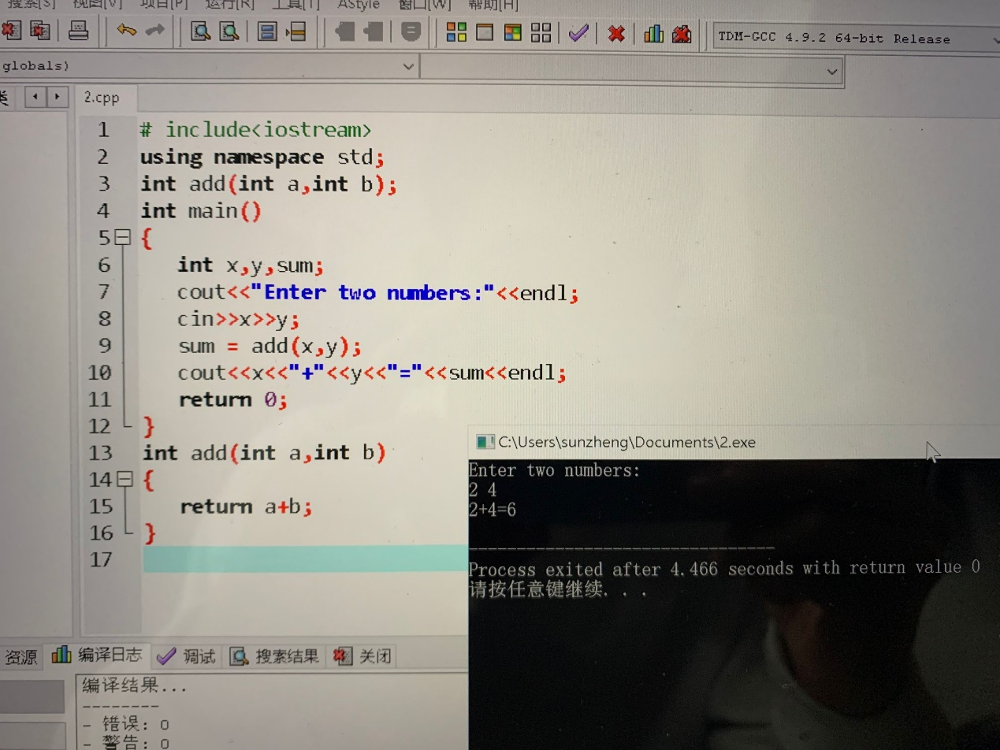 搜索[S] 视图[V] 项目[P] 运行[R] 工具[T] AStyle 窗口[W] 帮助[H]
TDM-GCC 4.9.2 64-bit Release
globals)
类
2.cpp
1 # include<iostream>
2 using namespace std;
3 int add(int a,int b);
4 int main()
5 {
6 int x,y,sum;
7 cout<<"Enter two numbers:"<<endl;
8 cin>>x>>y;
9 sum = add(x,y);
10 cout<<x<<"+"<<y<<"="<<sum<<endl;
11 return 0;
12 }
13 int add(int a,int b)
14 {
15 return a+b;
16 }
17
C:\Users\sunzheng\Documents\2.exe
Enter two numbers:
2 4
2+4=6
--------------------------------
Process exited after 4.466 seconds with return value 0
请按任意键继续. . .
资源 编译日志 调试 搜索结果 关闭
编译结果...
--------
- 错误: 0
- 警告: 0